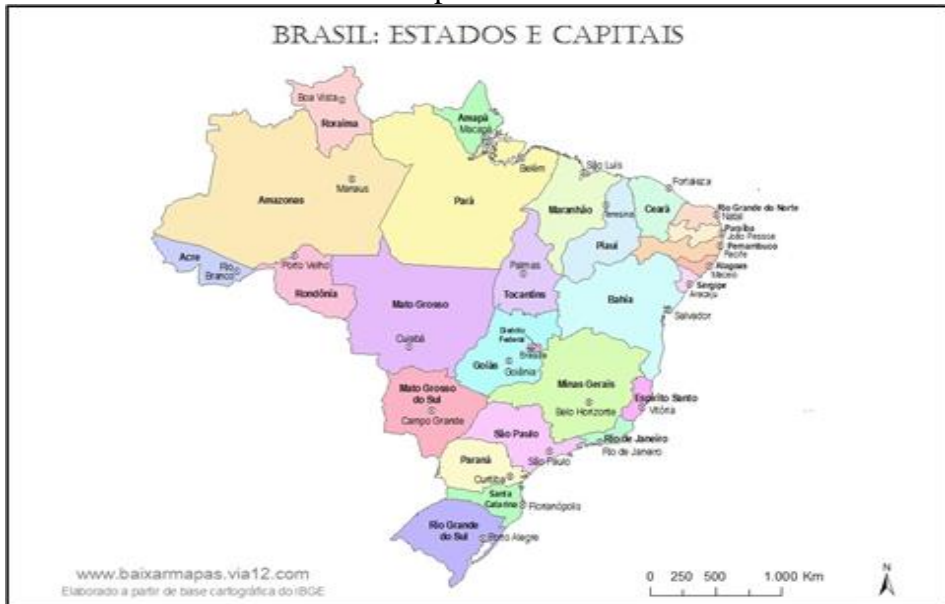 BRASIL: ESTADOS E CAPITAIS
Boa Vista
Roraima
Amapá
Macapá
Belém
São Luís
Fortaleza
Manaus
Amazonas
Pará
Maranhão
Teresina
Ceará
Rio Grande do Norte
Natal
Paraíba
João Pessoa
Pernambuco
Recife
Alagoas
Maceió
Sergipe
Aracaju
Piauí
Acre
Rio
Branco
Porto Velho
Rondônia
Mato Grosso
Cuiabá
Palmas
Tocantins
Bahia
Salvador
Distrito
Federal
Brasília
Goiás
Goiânia
Minas Gerais
Belo Horizonte
Espírito Santo
Vitória
Mato Grosso
do Sul
Campo Grande
São Paulo
São Paulo
Rio de Janeiro
Rio de Janeiro
Paraná
Curitiba
Santa
Catarina
Florianópolis
Rio Grande
do Sul
Porto Alegre
www.baixarmapas.via12.com
Elaborado a partir de base cartográfica do IBGE
0 250 500 1.000 Km
N